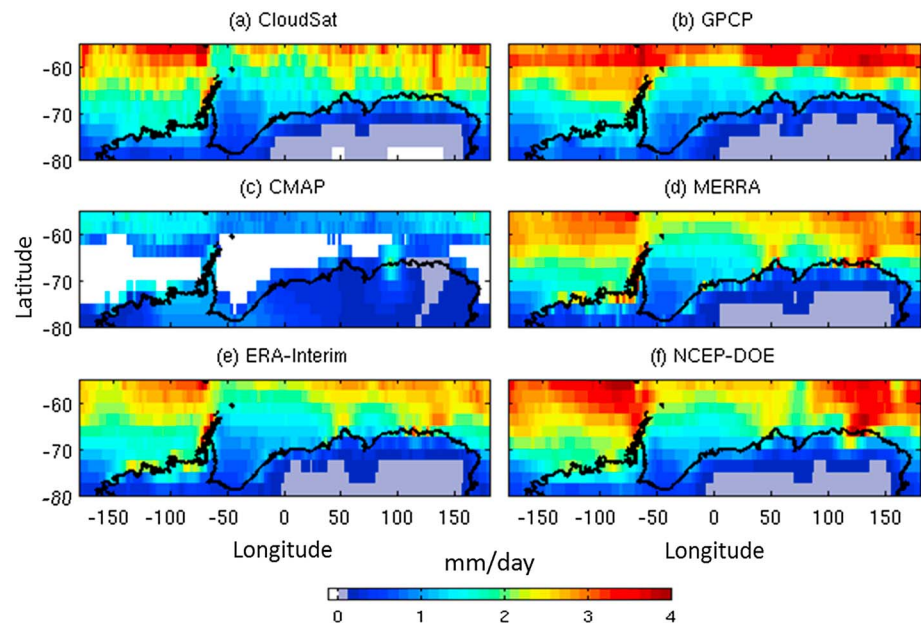 (a) CloudSat
(b) GPCP
-60
-70
-80
(c) CMAP
(d) MERRA
Latitude
-60
-70
-80
(e) ERA-Interim
(f) NCEP-DOE
-60
-70
-80
-150 -100 -50 0 50 100 150
-150 -100 -50 0 50 100 150
Longitude
Longitude
mm/day
0 1 2 3 4